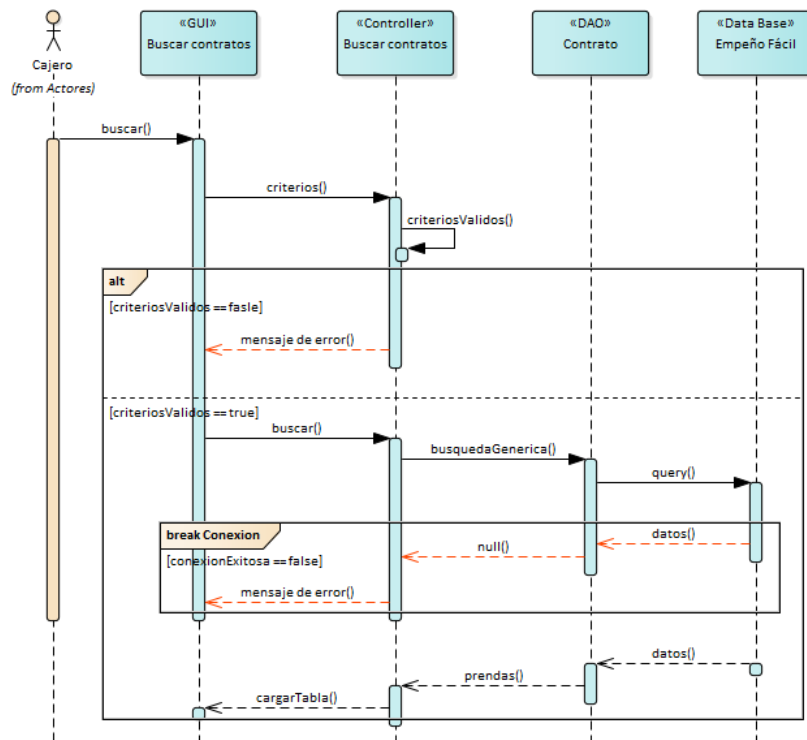 «GUI»
Buscar contratos
«Controller»
Buscar contratos
«DAO»
Contrato
«Data Base»
Empeño Fácil
Cajero
(from Actores)
buscar()
criterios()
criteriosValidos()
alt
[criteriosValidos ==fasle]
mensaje de error()
[criteriosValidos ==true]
buscar()
busquedaGenerica()
query()
break Conexion
datos()
null()
[conexionExitosa ==false]
mensaje de error()
datos()
prendas()
cargarTabla()